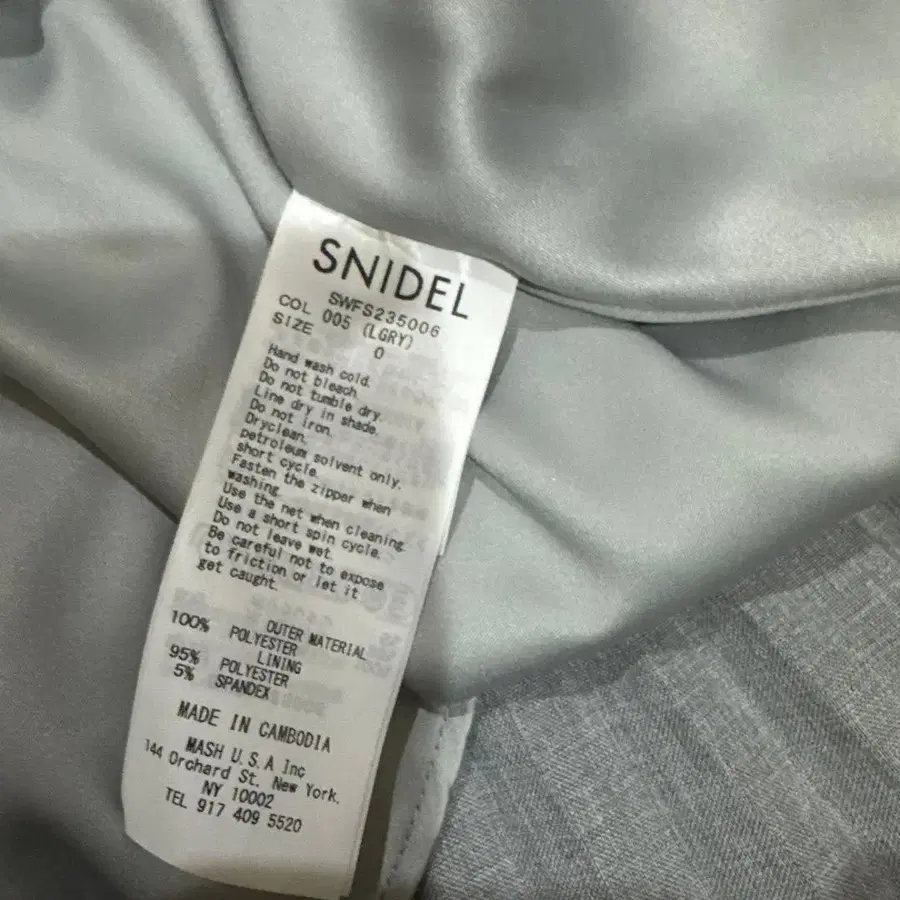 SNIDEL
SWFS235006
COL 005 (LGRY)
SIZE 0
Hand wash cold.
Do not bleach.
Do not tumble dry.
Line dry in shade.
Do not iron.
Dryclean.
petroleum solvent only.
short cycle.
Fasten the zipper when
washing.
Use the net when cleaning.
Use a short spin cycle.
Do not leave wet.
Be careful not to expose
to friction or let it
get caught.
OUTER MATERIAL
100% POLYESTER
LINING
95% POLYESTER
5% SPANDEX
MADE IN CAMBODIA
MASH U.S.A Inc
144 Orchard St. New York.
NY 10002
TEL 917 409 5520